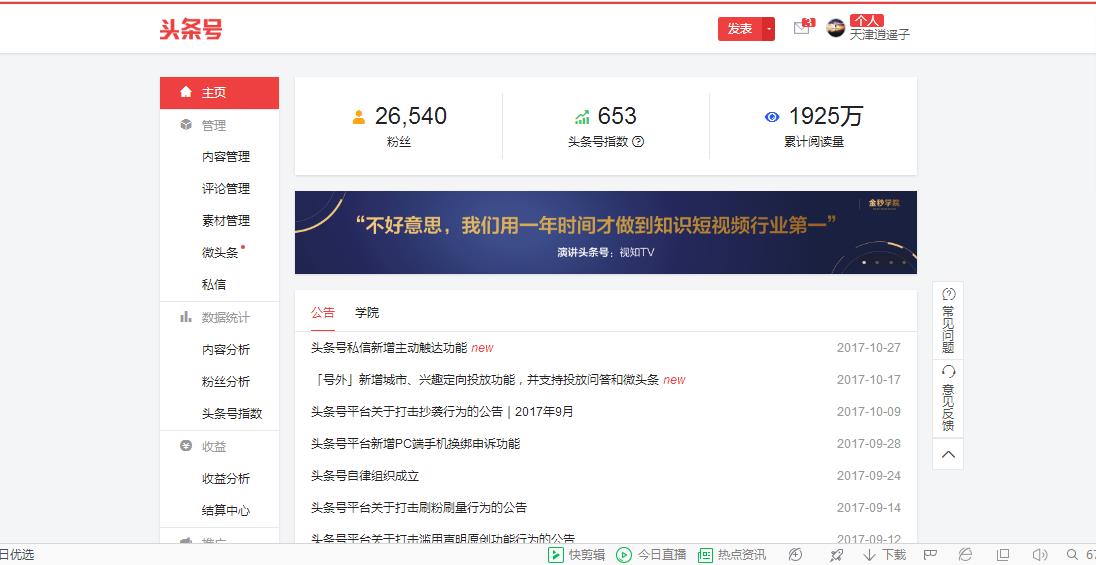 头条号
发表
3
个人
天津逍遥子
主页
管理
内容管理
评论管理
素材管理
微头条
私信
数据统计
内容分析
粉丝分析
头条号指数
收益
收益分析
结算中心
推广
26,540
粉丝
653
头条号指数
1925万
累计阅读量
金秒学院
“不好意思，我们用一年时间才做到知识短视频行业第一”
演讲头条号：视知TV
公告 学院
头条号私信新增主动触达功能 new 2017-10-27
「号外」新增城市、兴趣定向投放功能，并支持投放问答和微头条 new 2017-10-17
头条号平台关于打击抄袭行为的公告｜2017年9月 2017-10-09
头条号平台新增PC端手机换绑申诉功能 2017-09-28
头条号自律组织成立 2017-09-24
头条号平台关于打击刷粉刷量行为的公告 2017-09-14
头条号平台关于打击滥用声明原创功能行为的公告 2017-09-12
常见问题
意见反馈
日优选 快剪辑 今日直播 热点资讯 下载 67